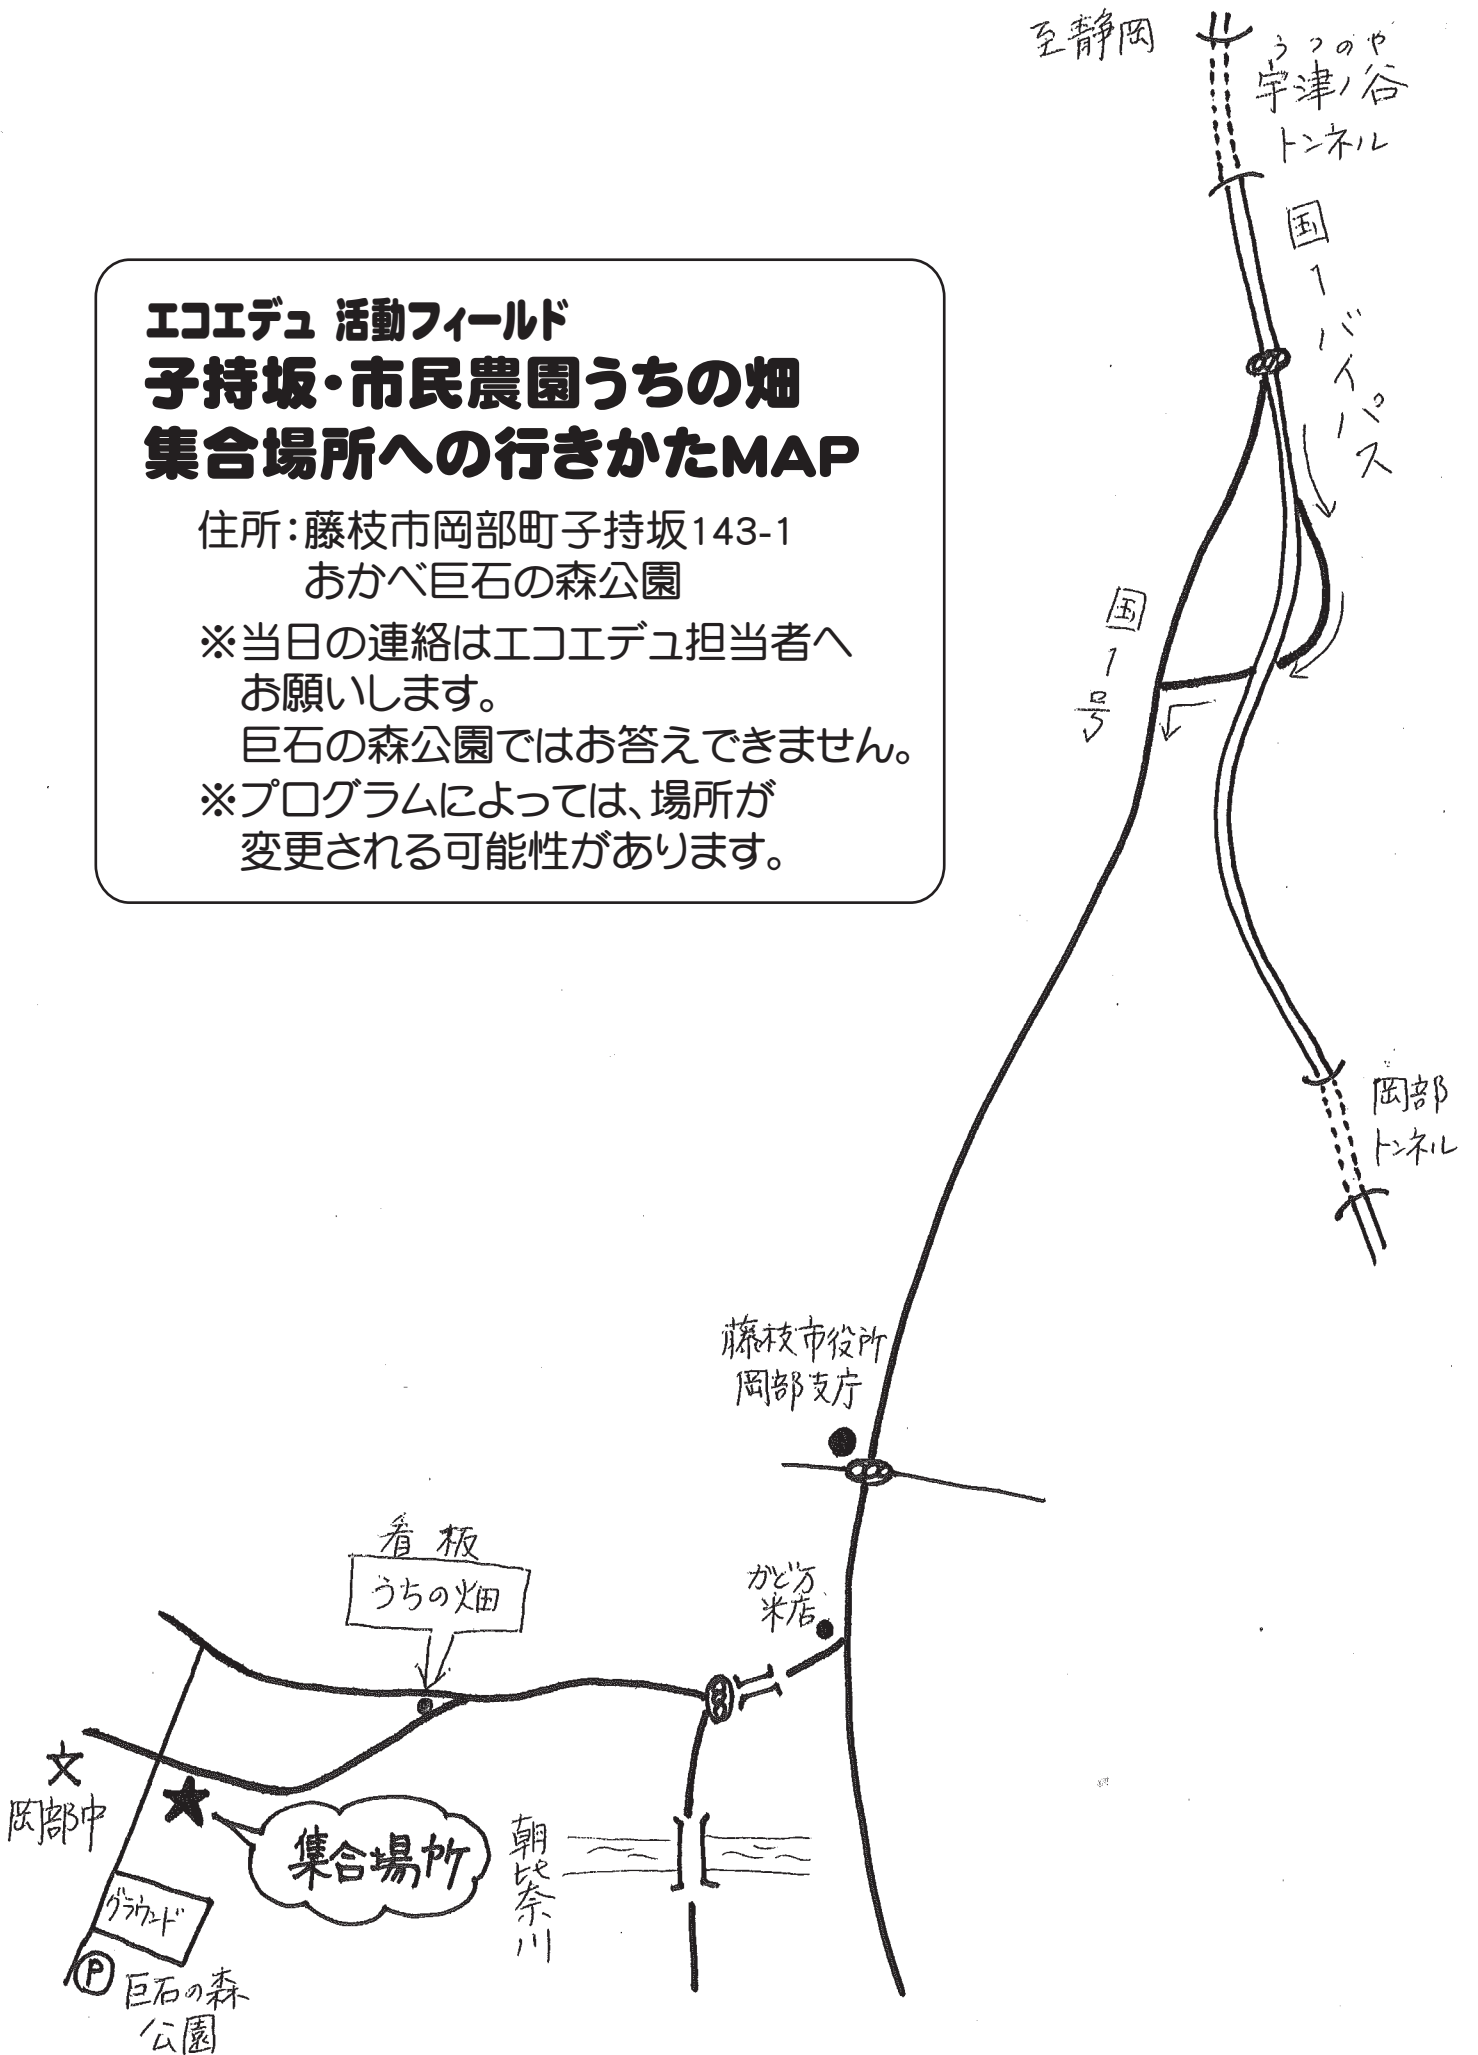 至静岡
うつのや
宇津ノ谷
トンネル
国1バイパス
エコエデュ 活動フィールド
子持坂・市民農園うちの畑
集合場所への行きかたMAP
住所：藤枝市岡部町子持坂143-1
おかべ巨石の森公園
※当日の連絡はエコエデュ担当者へ
お願いします。
巨石の森公園ではお答えできません。
※プログラムによっては、場所が
変更される可能性があります。
国1号
岡部
トンネル
藤枝市役所
岡部支庁
看板
うちの畑
かど万
米店
文
岡部中
集合場所
朝比奈川
グラウンド
P
巨石の森
公園